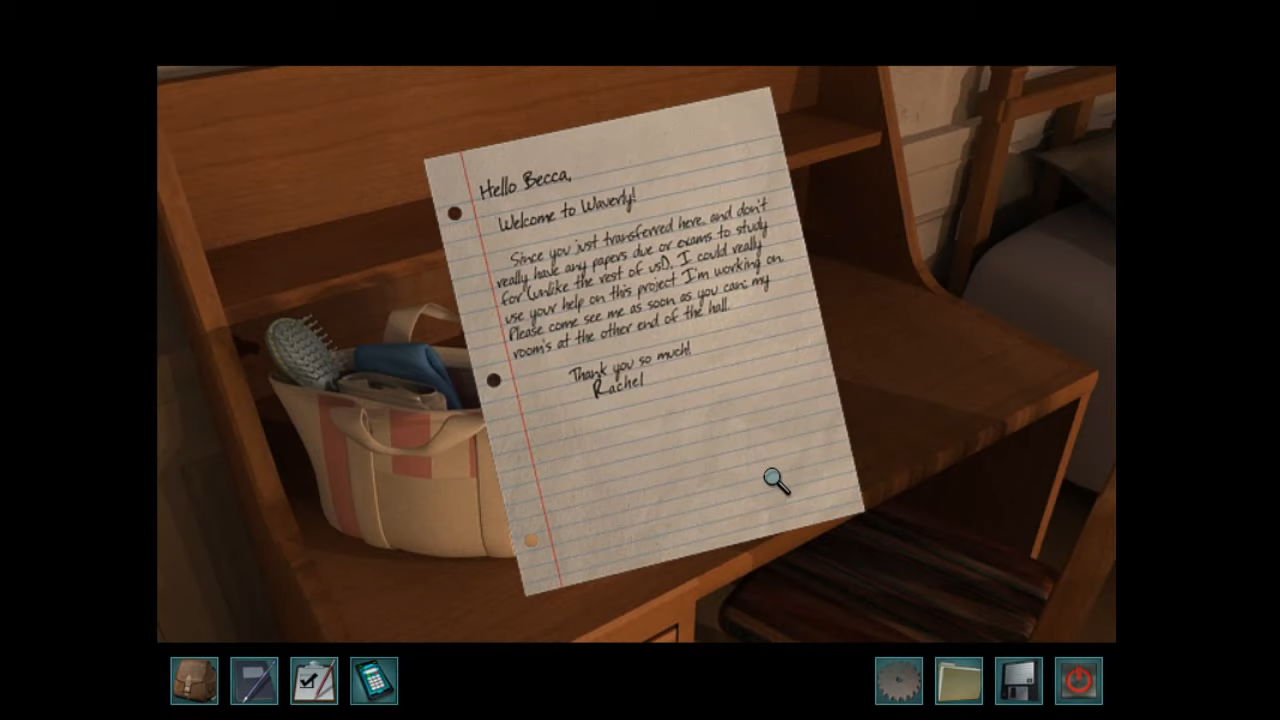 Hello Becca,
Welcome to Waverly!
Since you just transferred here, and don't
really have any papers due or exams to study
for (unlike the rest of us!), I could really
use your help on this project I'm working on.
Please come see me as soon as you can; my
room's at the other end of the hall.
Thank you so much!
Rachel